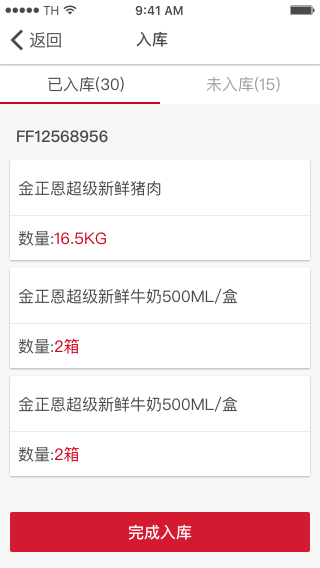 TH 9:41 AM
返回 入库
已入库(30) 未入库(15)
FF12568956
金正恩超级新鲜猪肉
数量:16.5KG
金正恩超级新鲜牛奶500ML/盒
数量:2箱
金正恩超级新鲜牛奶500ML/盒
数量:2箱
完成入库